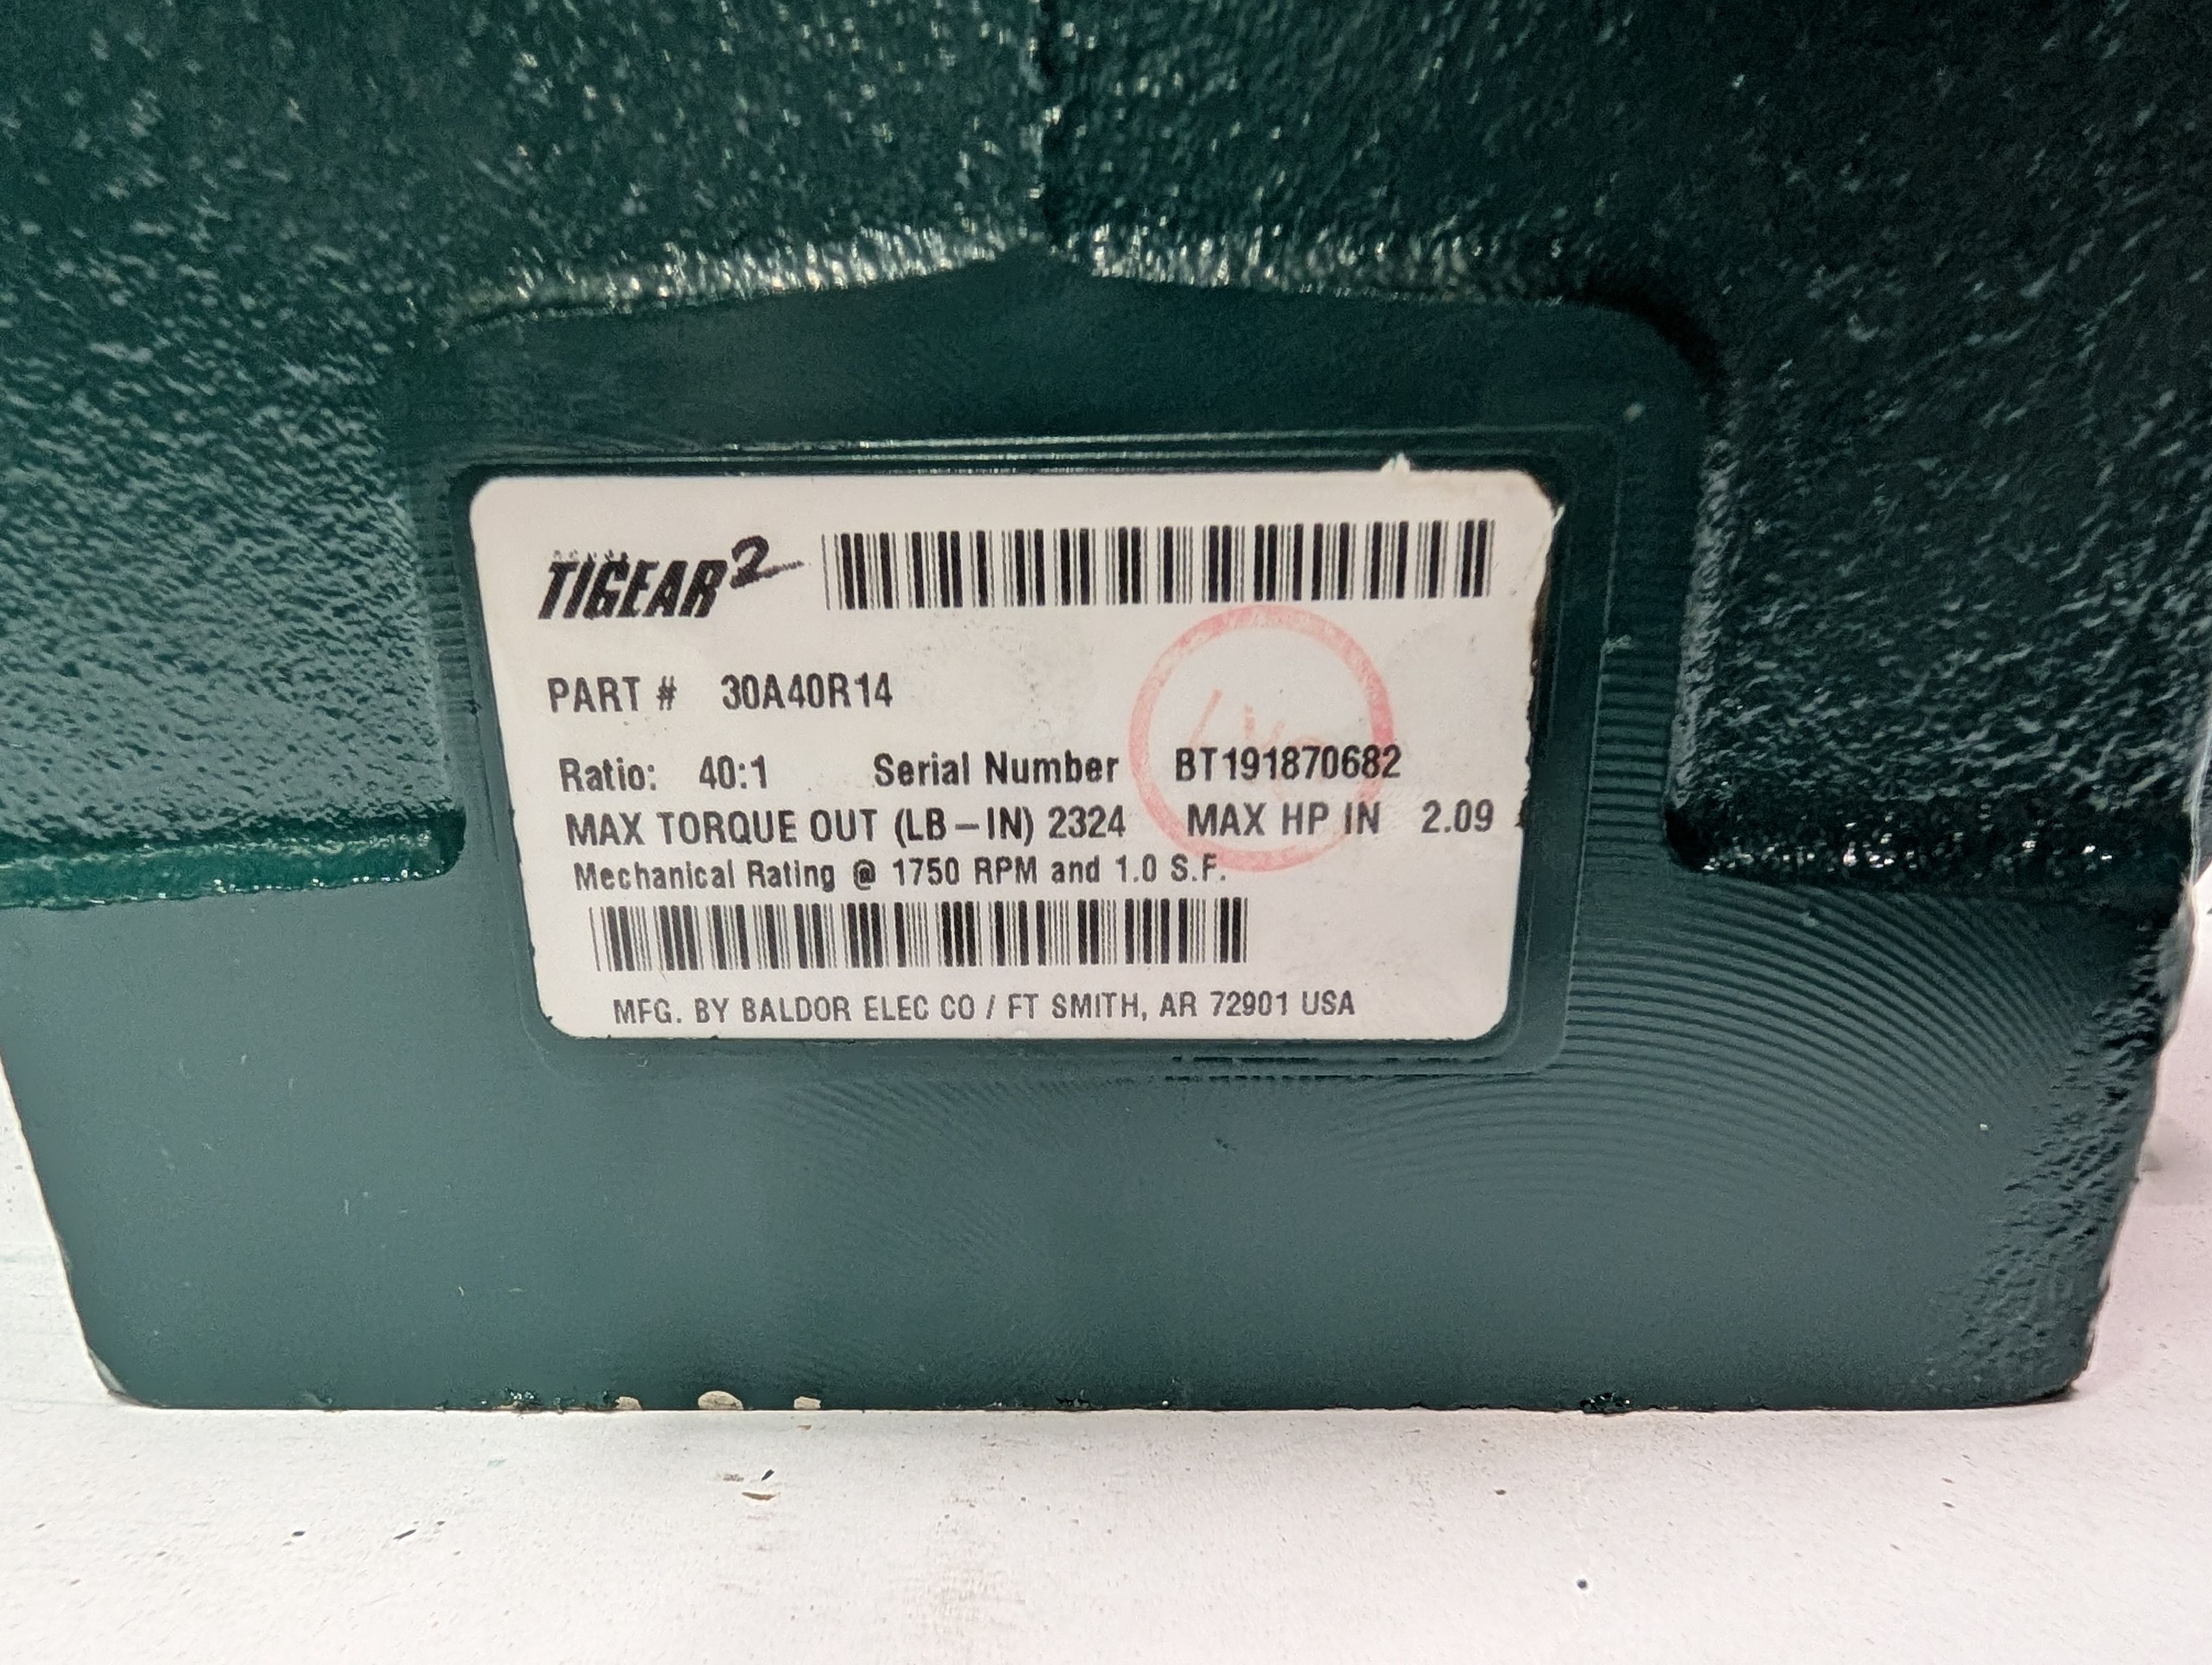 TIGEAR2
PART # 30A40R14
Ratio: 40:1 Serial Number BT191870682
MAX TORQUE OUT (LB-IN) 2324 MAX HP IN 2.09
Mechanical Rating @ 1750 RPM and 1.0 S.F.
MFG. BY BALDOR ELEC CO / FT SMITH, AR 72901 USA